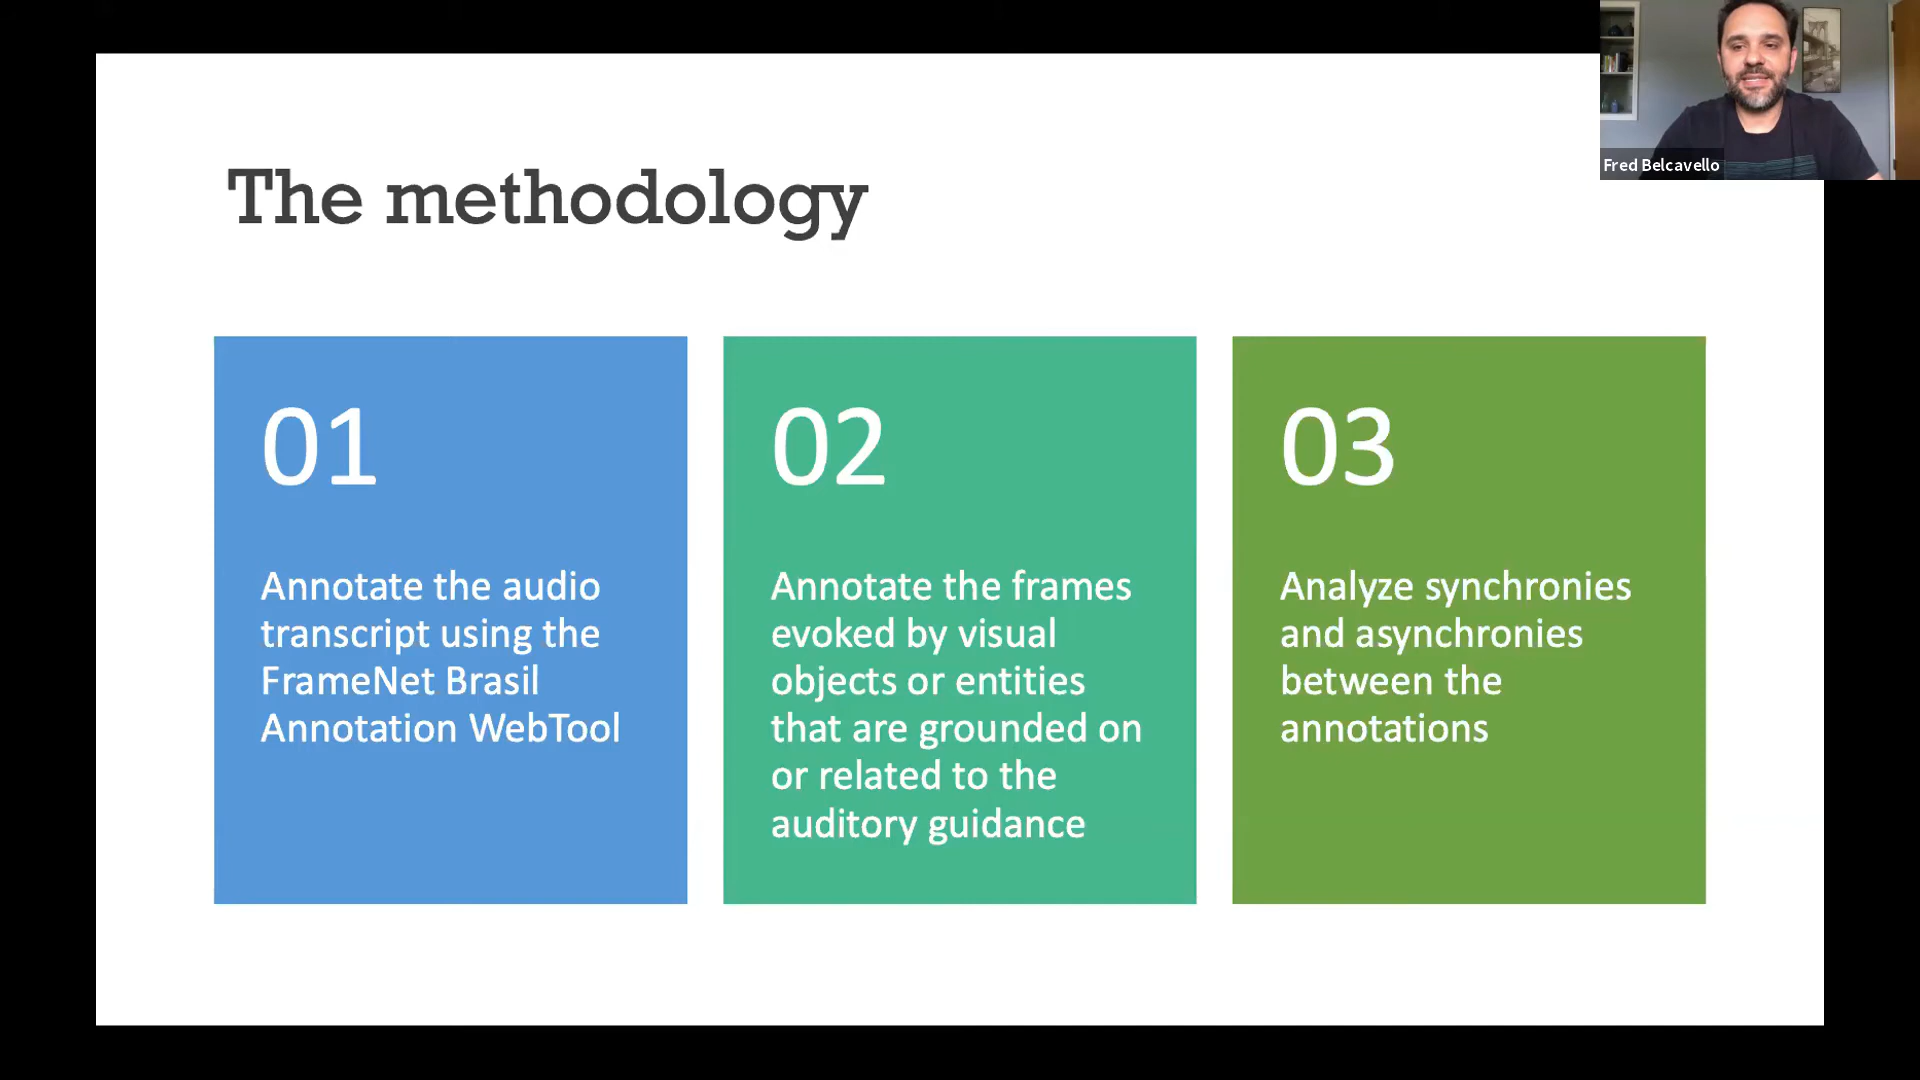 Fred Belcavello
The methodology
01
Annotate the audio
transcript using the
FrameNet Brasil
Annotation WebTool
02
Annotate the frames
evoked by visual
objects or entities
that are grounded on
or related to the
auditory guidance
03
Analyze synchronies
and asynchronies
between the
annotations